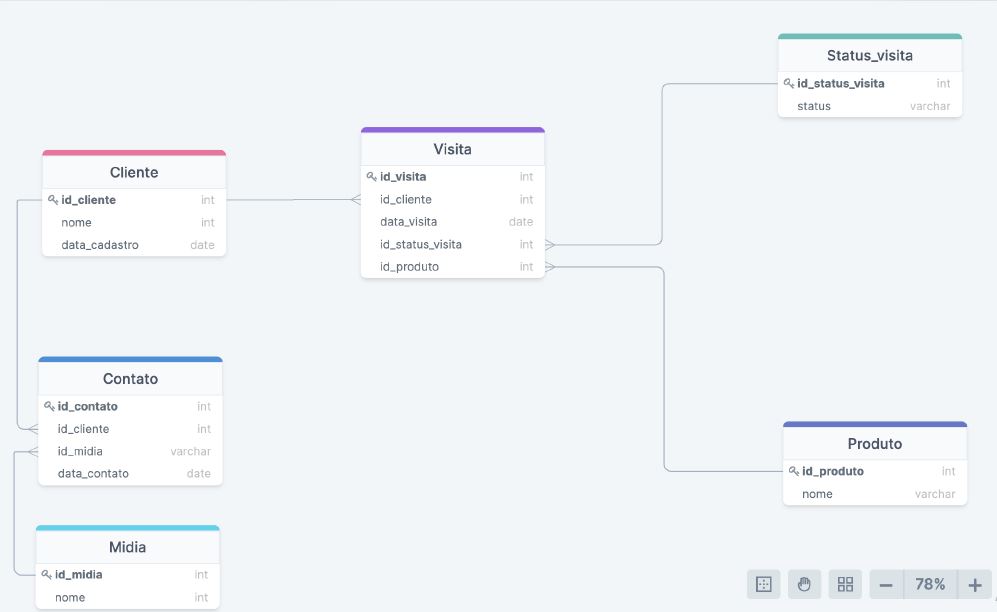 Status_visita
id_status_visita int
status varchar
Visita
id_visita int
id_cliente int
data_visita date
id_status_visita int
id_produto int
Cliente
id_cliente int
nome int
data_cadastro date
Contato
id_contato int
id_cliente int
id_midia varchar
data_contato date
Produto
id_produto int
nome varchar
Midia
id_midia int
nome int
78%